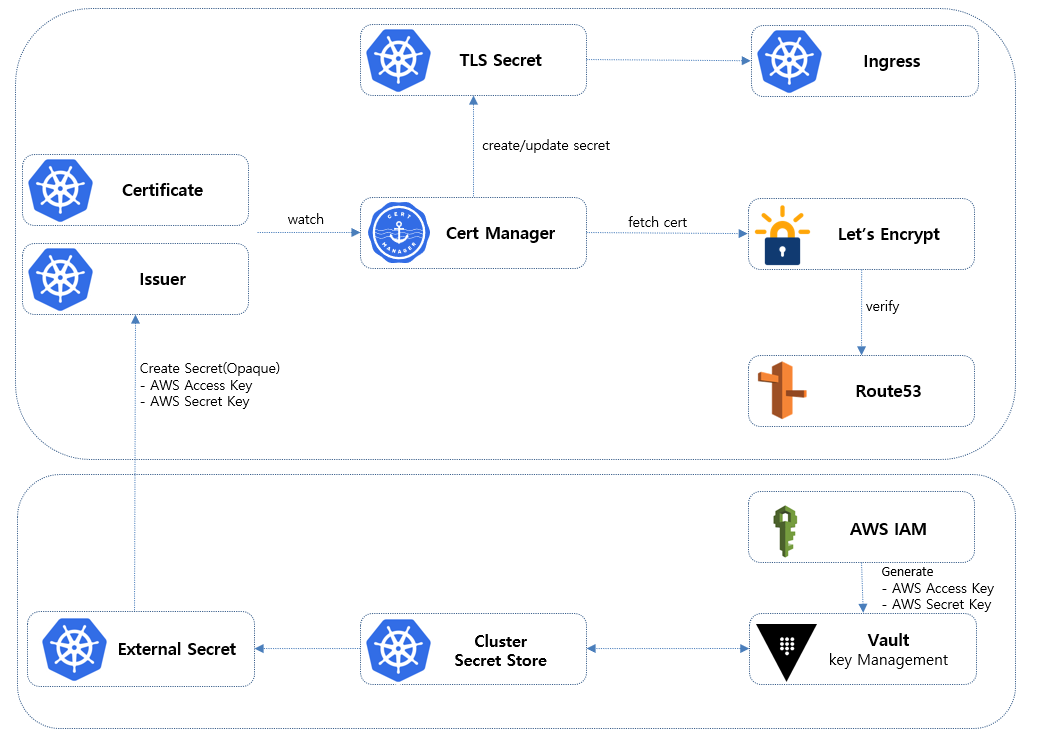 TLS Secret
Ingress
create/update secret
Certificate
watch
CERT
MANAGER
Cert Manager
fetch cert
Let's Encrypt
Issuer
verify
Create Secret(Opaque)
- AWS Access Key
- AWS Secret Key
Route53
AWS IAM
Generate
- AWS Access Key
- AWS Secret Key
External Secret
Cluster
Secret Store
Vault
key Management